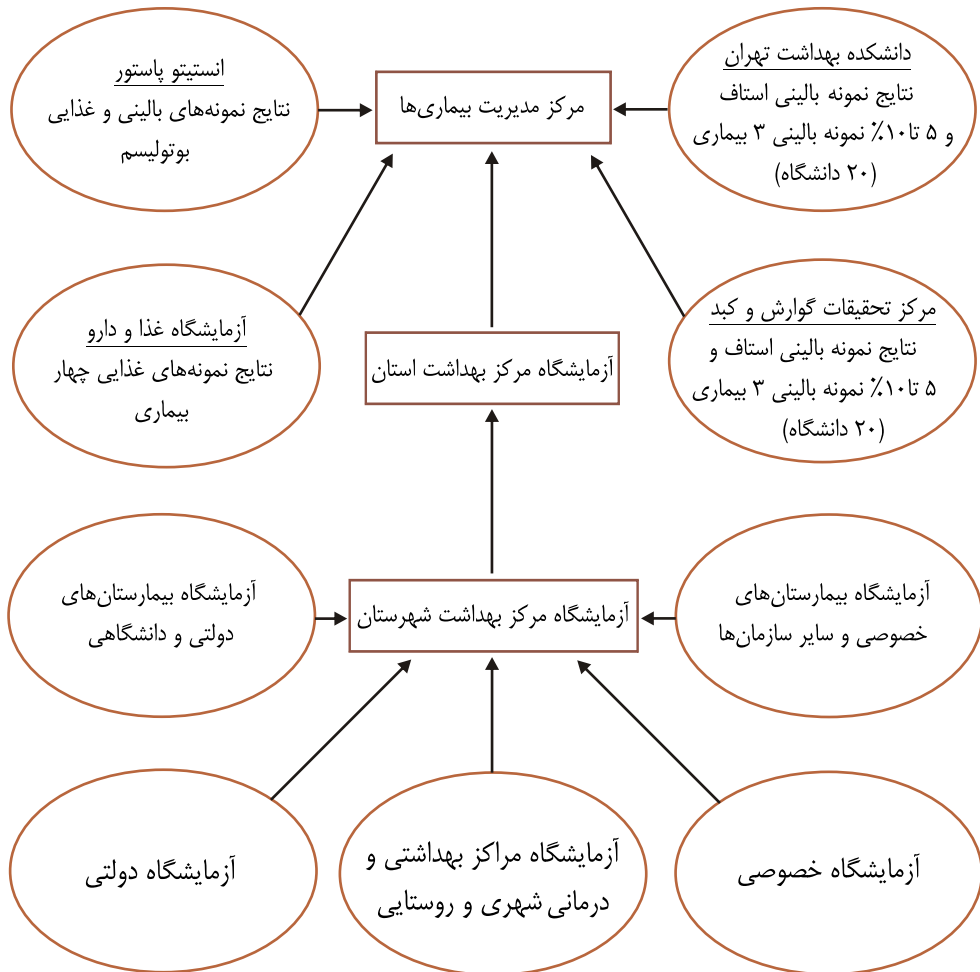 دانشکده بهداشت تهران
نتایج نمونه بالینی استاف
و ۵ تا۱۰٪ نمونه بالینی ۳ بیماری
(۲۰ دانشگاه)
مرکز مدیریت بیماری‌ها
انستیتو پاستور
نتایج نمونه‌های بالینی و غذایی
بوتولیسم
مرکز تحقیقات گوارش و کبد
نتایج نمونه بالینی استاف و
۵ تا۱۰٪ نمونه بالینی ۳ بیماری
(۲۰ دانشگاه)
آزمایشگاه مرکز بهداشت استان
آزمایشگاه غذا و دارو
نتایج نمونه‌های غذایی چهار
بیماری
آزمایشگاه بیمارستان‌های
خصوصی و سایر سازمان‌ها
آزمایشگاه مرکز بهداشت شهرستان
آزمایشگاه بیمارستان‌های
دولتی و دانشگاهی
آزمایشگاه خصوصی
آزمایشگاه مراکز بهداشتی و
درمانی شهری و روستایی
آزمایشگاه دولتی